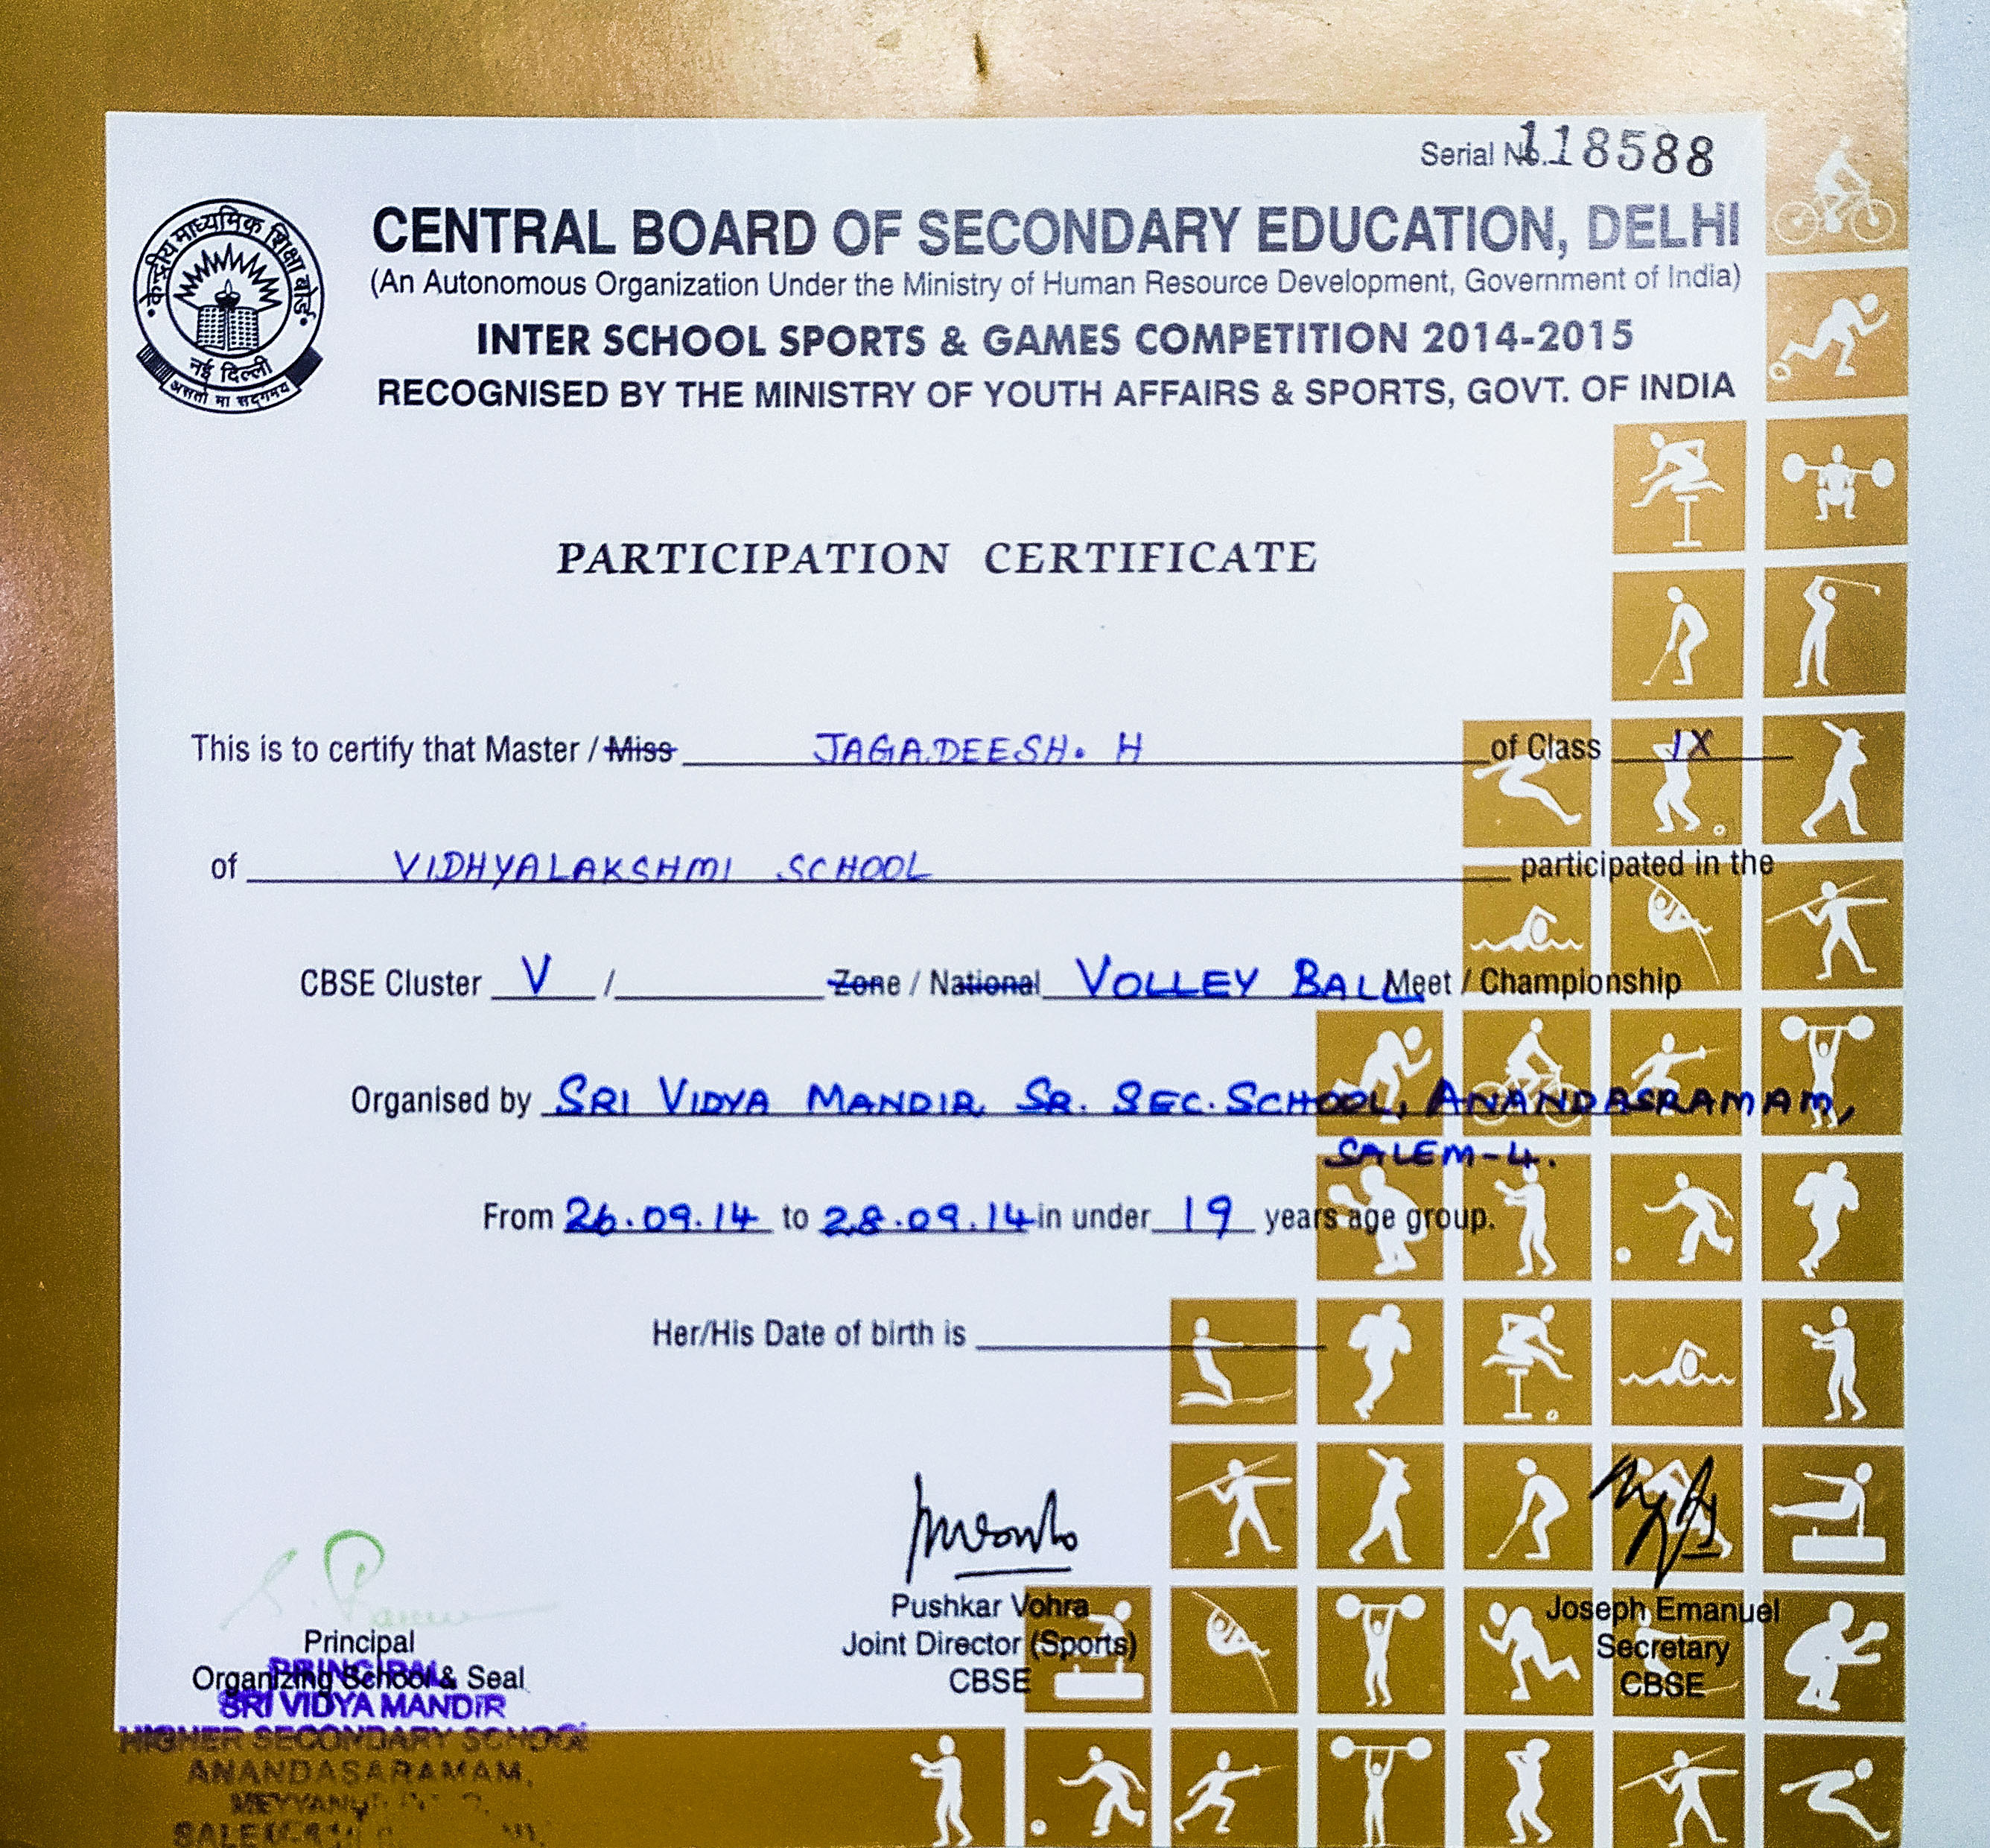 Serial No. 118588
केन्द्रीय माध्यमिक शिक्षा बोर्ड
नई दिल्ली
असतो मा सद्गमय
CENTRAL BOARD OF SECONDARY EDUCATION, DELHI
(An Autonomous Organization Under the Ministry of Human Resource Development, Government of India)
INTER SCHOOL SPORTS & GAMES COMPETITION 2014-2015
RECOGNISED BY THE MINISTRY OF YOUTH AFFAIRS & SPORTS, GOVT. OF INDIA
PARTICIPATION CERTIFICATE
This is to certify that Master / Miss JAGADEESH. H of Class IX
of VIDHYALAKSHMI SCHOOL participated in the
CBSE Cluster V / Zone / National VOLLEY BALL Meet / Championship
Organised by SRI VIDYA MANDIR SR. SEC. SCHOOL, ANANDASRAMAM,
SALEM-4.
From 26.09.14 to 28.09.14 in under 19 years age group.
Her/His Date of birth is
Principal
Organizing School & Seal
PRINCIPAL
SRI VIDYA MANDIR
HIGHER SECONDARY SCHOOL
ANANDASARAMAM,
Pushkar Vohra
Joint Director (Sports)
CBSE
Joseph Emanuel
Secretary
CBSE